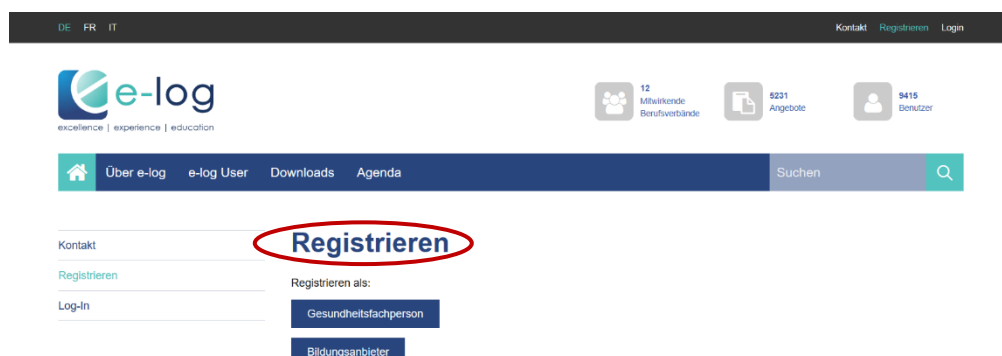 DE FR IT
Kontakt Registrieren Login
e-log
excellence | experience | education
12
Mitwirkende
Berufsverbände
5231
Angebote
9415
Benutzer
Über e-log e-log User Downloads Agenda Suchen
Kontakt
Registrieren
Log-In
Registrieren
Registrieren als:
Gesundheitsfachperson
Bildungsanbieter